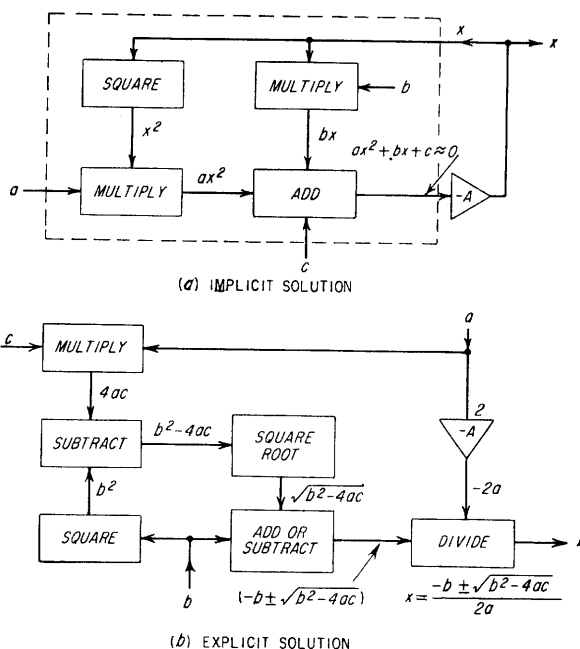 x
x
SQUARE
MULTIPLY
b
x²
bx
ax² + bx + c ≈ 0
a
MULTIPLY
ax²
ADD
-A
c
(a) IMPLICIT SOLUTION
a
c
MULTIPLY
4ac
2
-A
SUBTRACT
b² - 4ac
SQUARE
ROOT
b²
√b² - 4ac
-2a
SQUARE
ADD OR
SUBTRACT
DIVIDE
b
(-b ± √b² - 4ac)
x = -b ± √b² - 4ac
2a
(b) EXPLICIT SOLUTION